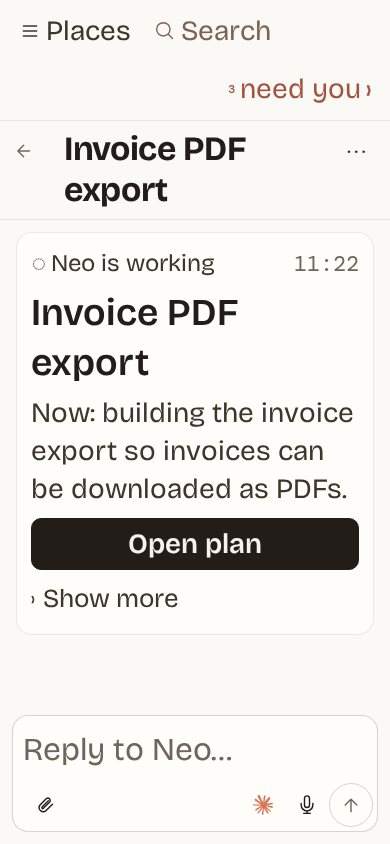 Places Search
3 need you ›
Invoice PDF
export
Neo is working 11:22
Invoice PDF
export
Now: building the invoice
export so invoices can
be downloaded as PDFs.
Open plan
› Show more
Reply to Neo...